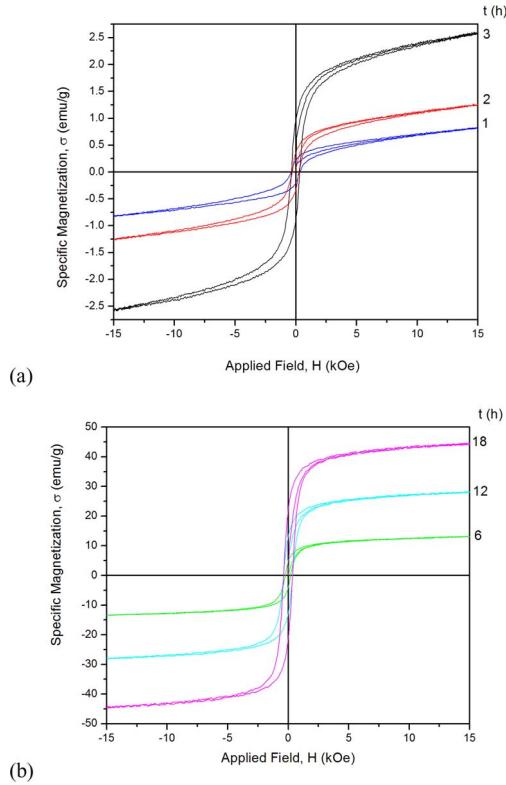 t (h)
3
2
1
2.5
2.0
1.5
1.0
0.5
0.0
-0.5
-1.0
-1.5
-2.0
-2.5
Specific Magnetization, σ (emu/g)
-15 -10 -5 0 5 10 15
Applied Field, H (kOe)
(a)
t (h)
18
12
6
50
40
30
20
10
0
-10
-20
-30
-40
-50
Specific Magnetization, σ (emu/g)
-15 -10 -5 0 5 10 15
Applied Field, H (kOe)
(b)